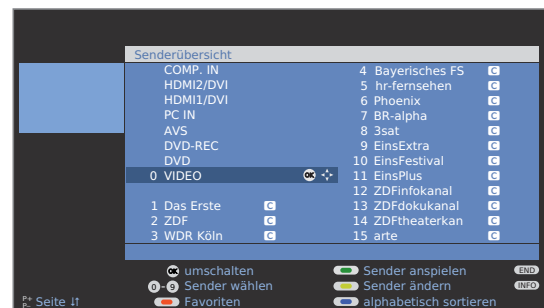 Senderübersicht
COMP. IN
HDMI2/DVI
HDMI1/DVI
PC IN
AVS
DVD-REC
DVD
0 VIDEO OK
1 Das Erste C
2 ZDF C
3 WDR Köln C
4 Bayerisches FS C
5 hr-fernsehen C
6 Phoenix C
7 BR-alpha C
8 3sat C
9 EinsExtra C
10 EinsFestival C
11 EinsPlus C
12 ZDFinfokanal C
13 ZDFdokukanal C
14 ZDFtheaterkan C
15 arte C
OK umschalten
0-9 Sender wählen
P+ P- Seite Favoriten
Sender anspielen END
Sender ändern INFO
alphabetisch sortieren